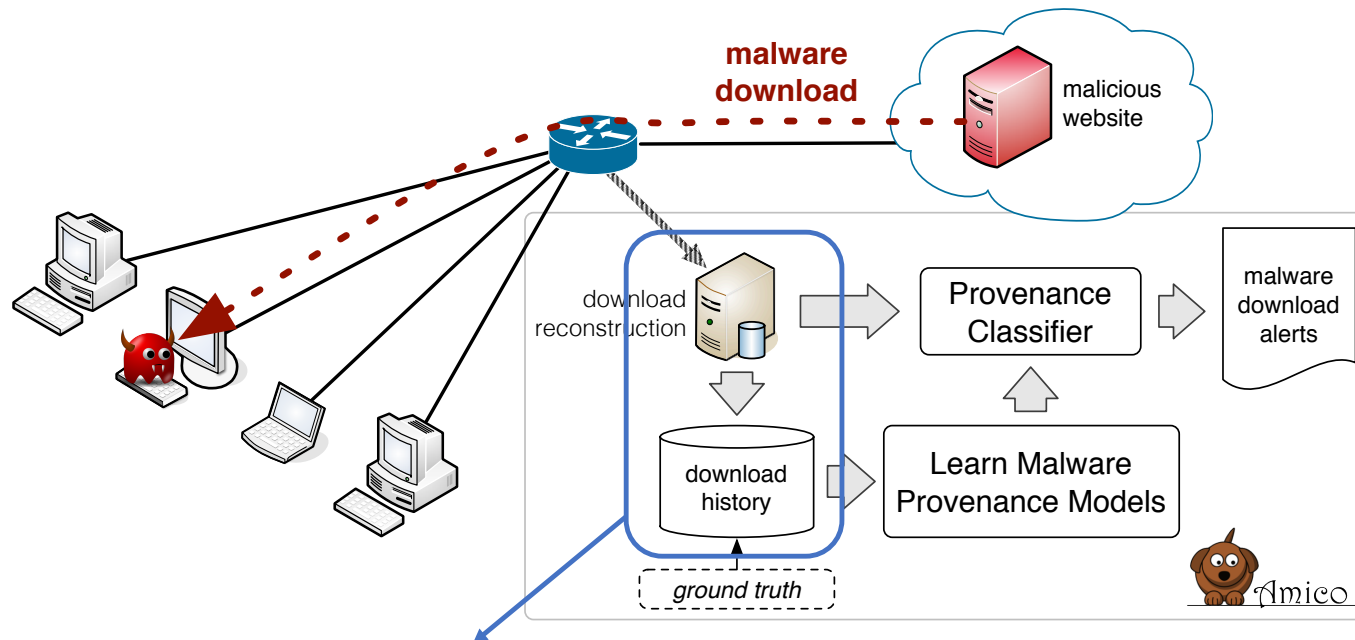 malware
download
malicious
website
download
reconstruction
Provenance
Classifier
malware
download
alerts
download
history
Learn Malware
Provenance Models
ground truth
Amico